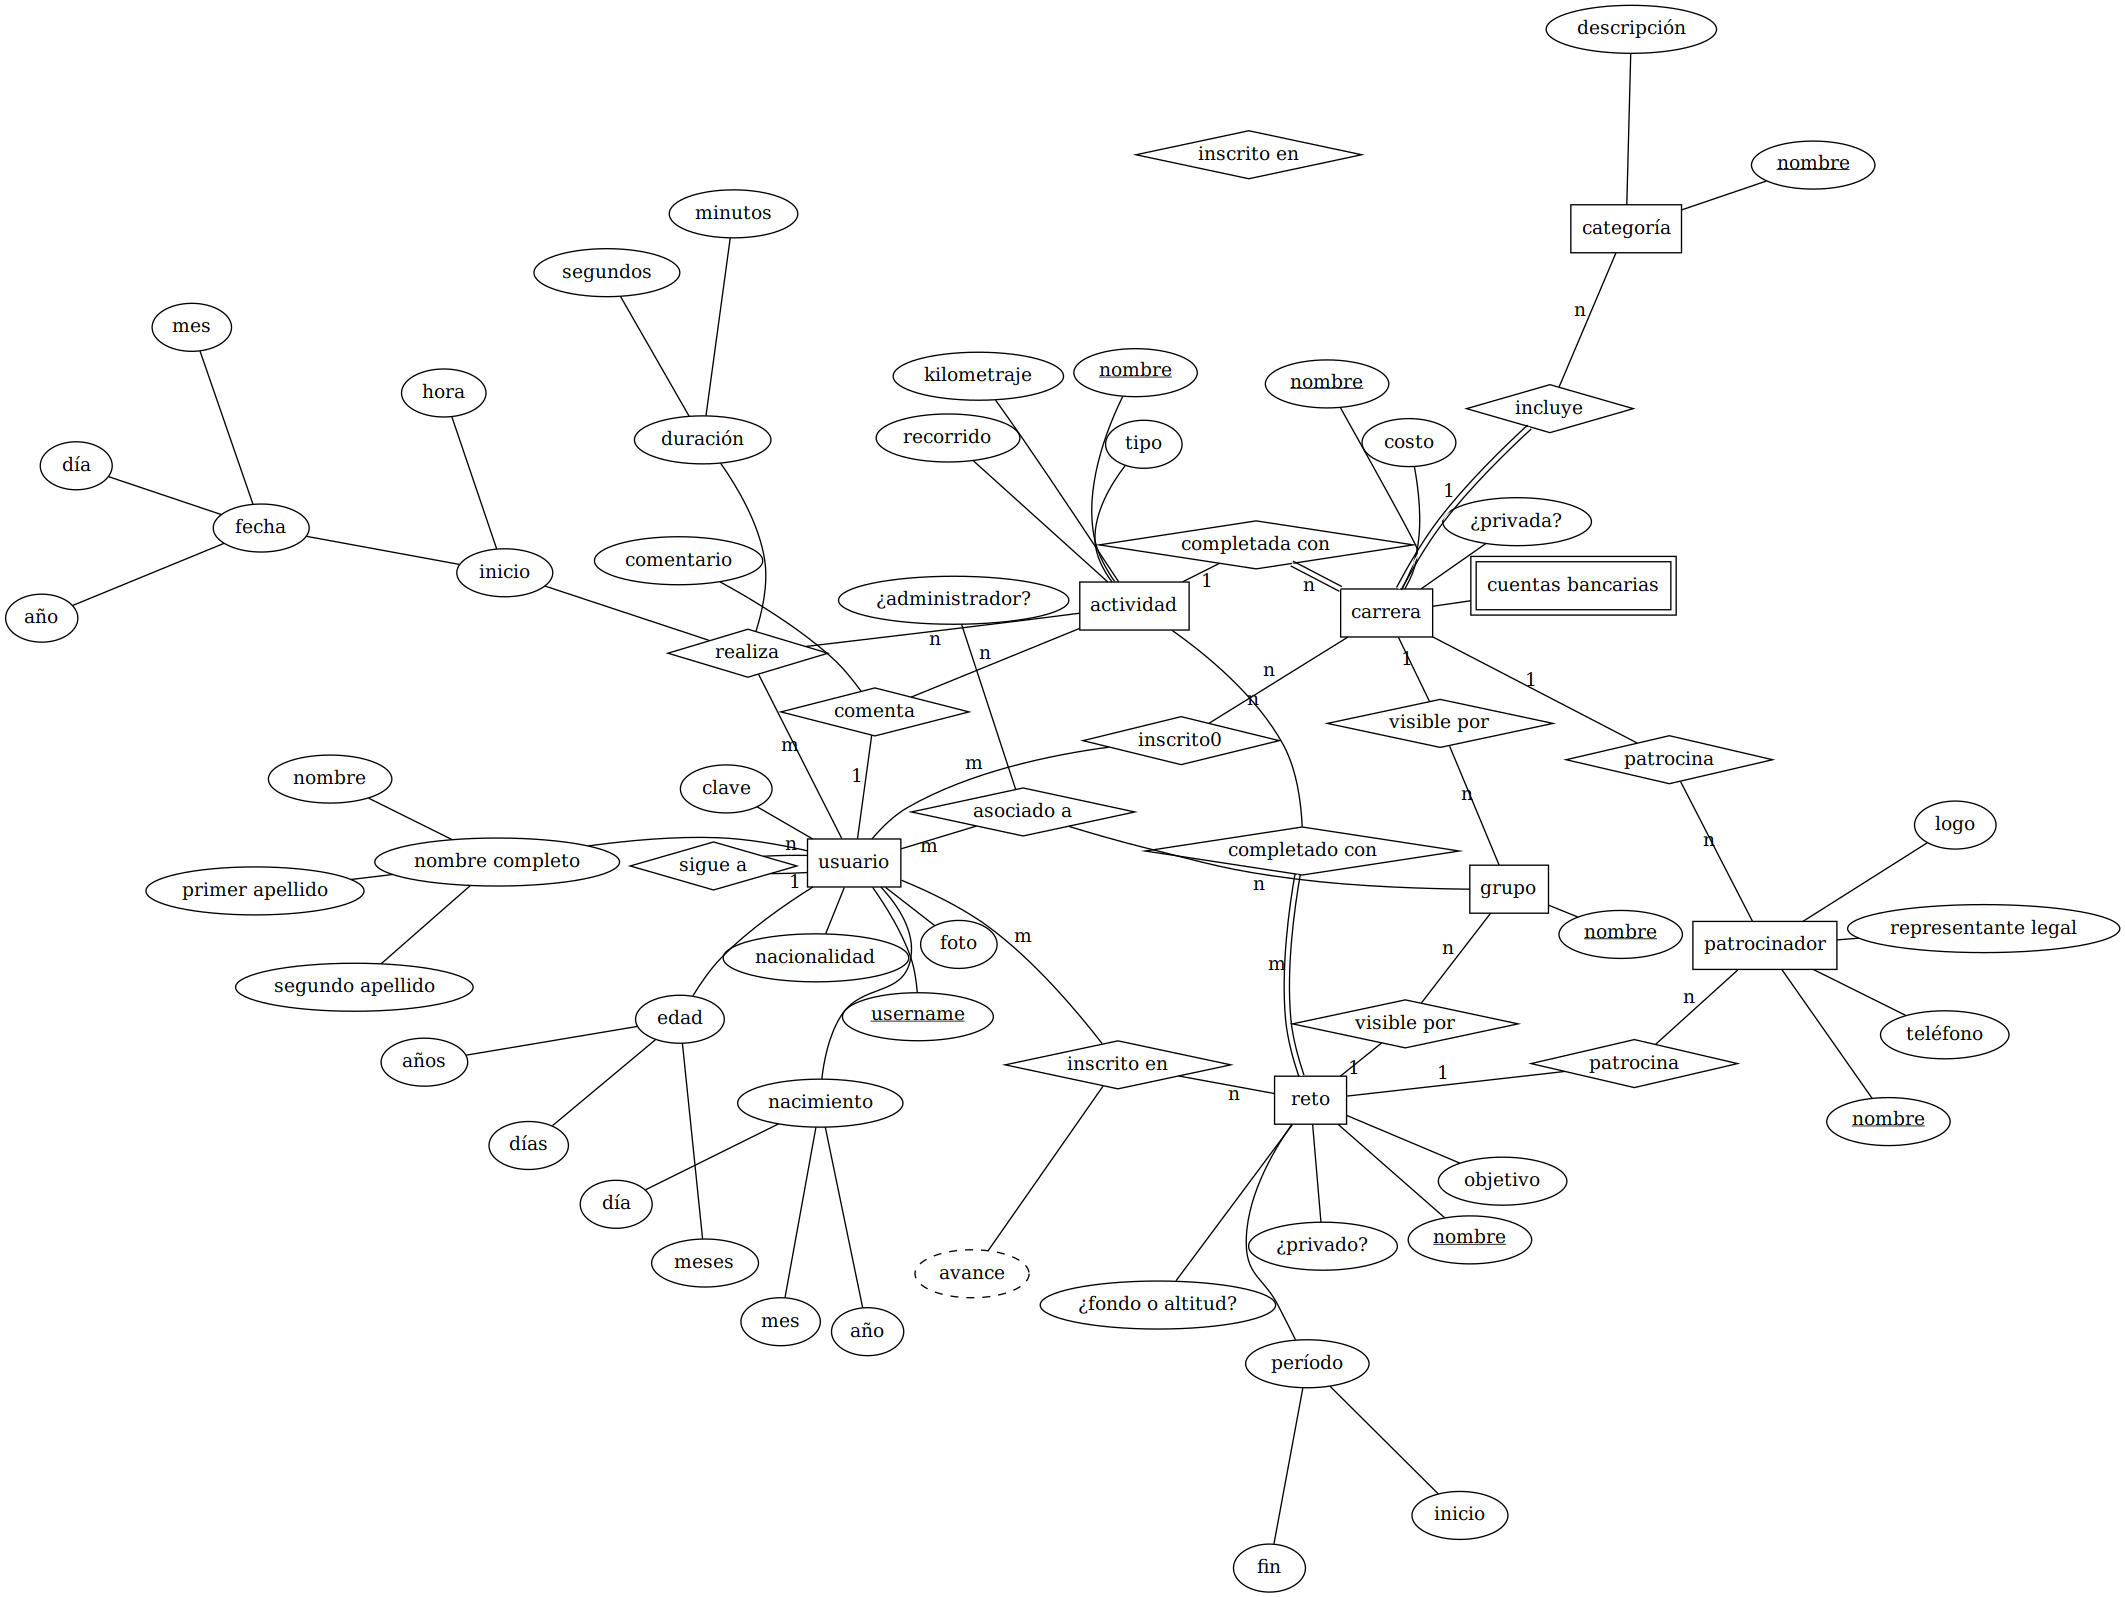 descripción
inscrito en
nombre
minutos
categoría
segundos
n
mes
kilometraje
nombre
nombre
hora
incluye
recorrido
tipo
costo
duración
día
1
¿privada?
fecha
completada con
comentario
inicio
1
n
cuentas bancarias
¿administrador?
actividad
carrera
año
n
realiza
n
1
n
1
n
comenta
visible por
inscrito0
m
patrocina
m
1
nombre
clave
n
asociado a
logo
n
n
m
nombre completo
sigue a
usuario
completado con
1
n
grupo
primer apellido
nombre
representante legal
m
foto
n
patrocinador
nacionalidad
m
segundo apellido
n
edad
username
visible por
teléfono
años
inscrito en
1
1
patrocina
n
reto
nacimiento
nombre
días
objetivo
día
¿privado?
nombre
meses
avance
¿fondo o altitud?
mes
año
período
inicio
fin